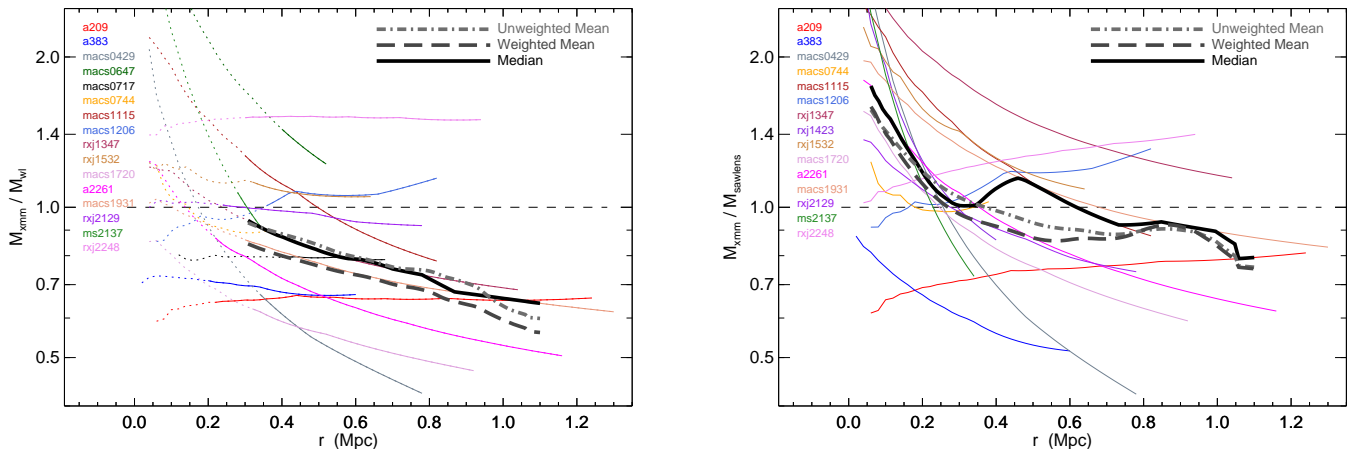 a209
a383
macs0429
macs0647
macs0717
macs0744
macs1115
macs1206
rxj1347
rxj1532
macs1720
a2261
macs1931
rxj2129
ms2137
rxj2248
Unweighted Mean
Weighted Mean
Median
2.0
1.4
1.0
0.7
0.5
M_xmm / M_wl
0.0 0.2 0.4 0.6 0.8 1.0 1.2
r (Mpc)
a209
a383
macs0429
macs0744
macs1115
macs1206
rxj1347
rxj1423
rxj1532
macs1720
a2261
macs1931
rxj2129
ms2137
rxj2248
Unweighted Mean
Weighted Mean
Median
2.0
1.4
1.0
0.7
0.5
M_xmm / M_sawlens
0.0 0.2 0.4 0.6 0.8 1.0 1.2
r (Mpc)